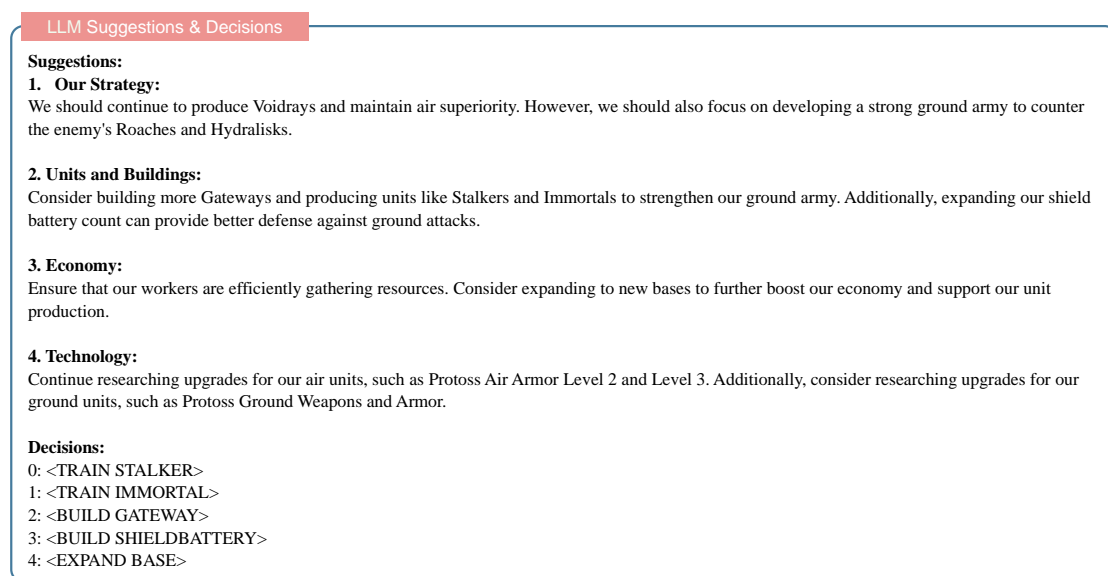 LLM Suggestions & Decisions
Suggestions:
1. Our Strategy:
We should continue to produce Voidrays and maintain air superiority. However, we should also focus on developing a strong ground army to counter
the enemy's Roaches and Hydralisks.
2. Units and Buildings:
Consider building more Gateways and producing units like Stalkers and Immortals to strengthen our ground army. Additionally, expanding our shield
battery count can provide better defense against ground attacks.
3. Economy:
Ensure that our workers are efficiently gathering resources. Consider expanding to new bases to further boost our economy and support our unit
production.
4. Technology:
Continue researching upgrades for our air units, such as Protoss Air Armor Level 2 and Level 3. Additionally, consider researching upgrades for our
ground units, such as Protoss Ground Weapons and Armor.
Decisions:
0: <TRAIN STALKER>
1: <TRAIN IMMORTAL>
2: <BUILD GATEWAY>
3: <BUILD SHIELDBATTERY>
4: <EXPAND BASE>